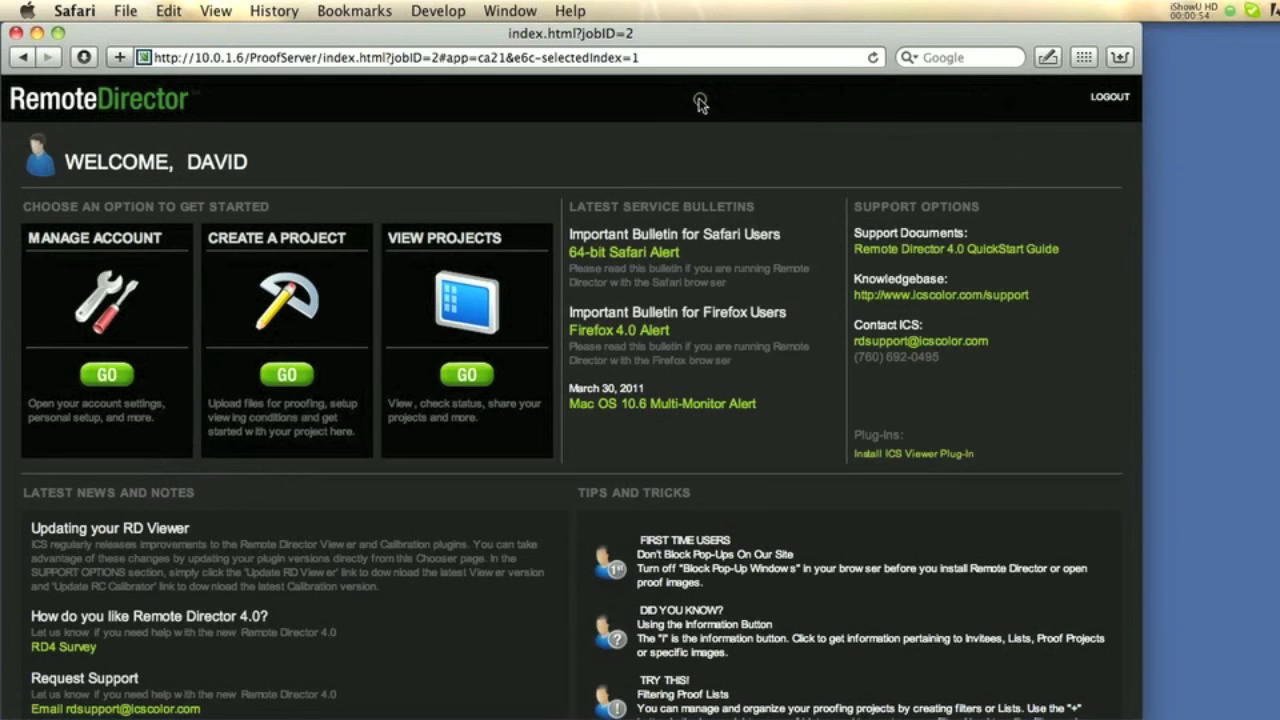 Safari File Edit View History Bookmarks Develop Window Help
iShowU HD
00:00:54
index.html?jobID=2
http://10.0.1.6/ProofServer/index.html?jobID=2#app=ca21&e6c-selectedIndex=1
Google
RemoteDirector
LOGOUT
WELCOME, DAVID
CHOOSE AN OPTION TO GET STARTED
MANAGE ACCOUNT
GO
Open your account settings,
personal setup, and more.
CREATE A PROJECT
GO
Upload files for proofing, setup
viewing conditions and get
started with your project here.
VIEW PROJECTS
GO
View, check status, share your
projects and more.
LATEST SERVICE BULLETINS
Important Bulletin for Safari Users
64-bit Safari Alert
Please read this bulletin if you are running Remote
Director with the Safari browser
Important Bulletin for Firefox Users
Firefox 4.0 Alert
Please read this bulletin if you are running Remote
Director with the Firefox browser
March 30, 2011
Mac OS 10.6 Multi-Monitor Alert
SUPPORT OPTIONS
Support Documents:
Remote Director 4.0 QuickStart Guide
Knowledgebase:
http://www.icscolor.com/support
Contact ICS:
rdsupport@icscolor.com
(760) 692-0495
Plug-Ins:
Install ICS Viewer Plug-In
LATEST NEWS AND NOTES
Updating your RD Viewer
ICS regularly releases improvements to the Remote Director Viewer and Calibration plugins. You can take
advantage of these changes by updating your plugin versions directly from this Chooser page. In the
SUPPORT OPTIONS section, simply click the 'Update RD Viewer' link to download the latest Viewer version
and 'Update RC Calibrator' link to download the latest Calibration version.
How do you like Remote Director 4.0?
Let us know if you need help with the new Remote Director 4.0
RD4 Survey
Request Support
Let us know if you need help with the new Remote Director 4.0
Email rdsupport@icscolor.com
TIPS AND TRICKS
1st
FIRST TIME USERS
Don't Block Pop-Ups On Our Site
Turn off "Block Pop-Up Windows" in your browser before you install Remote Director or open
proof images.
?
DID YOU KNOW?
Using the Information Button
The "i" is the information button. Click to get information pertaining to Invitees, Lists, Proof Projects
or specific images.
!
TRY THIS!
Filtering Proof Lists
You can manage and organize your proofing projects by creating filters or Lists. Use the "+"